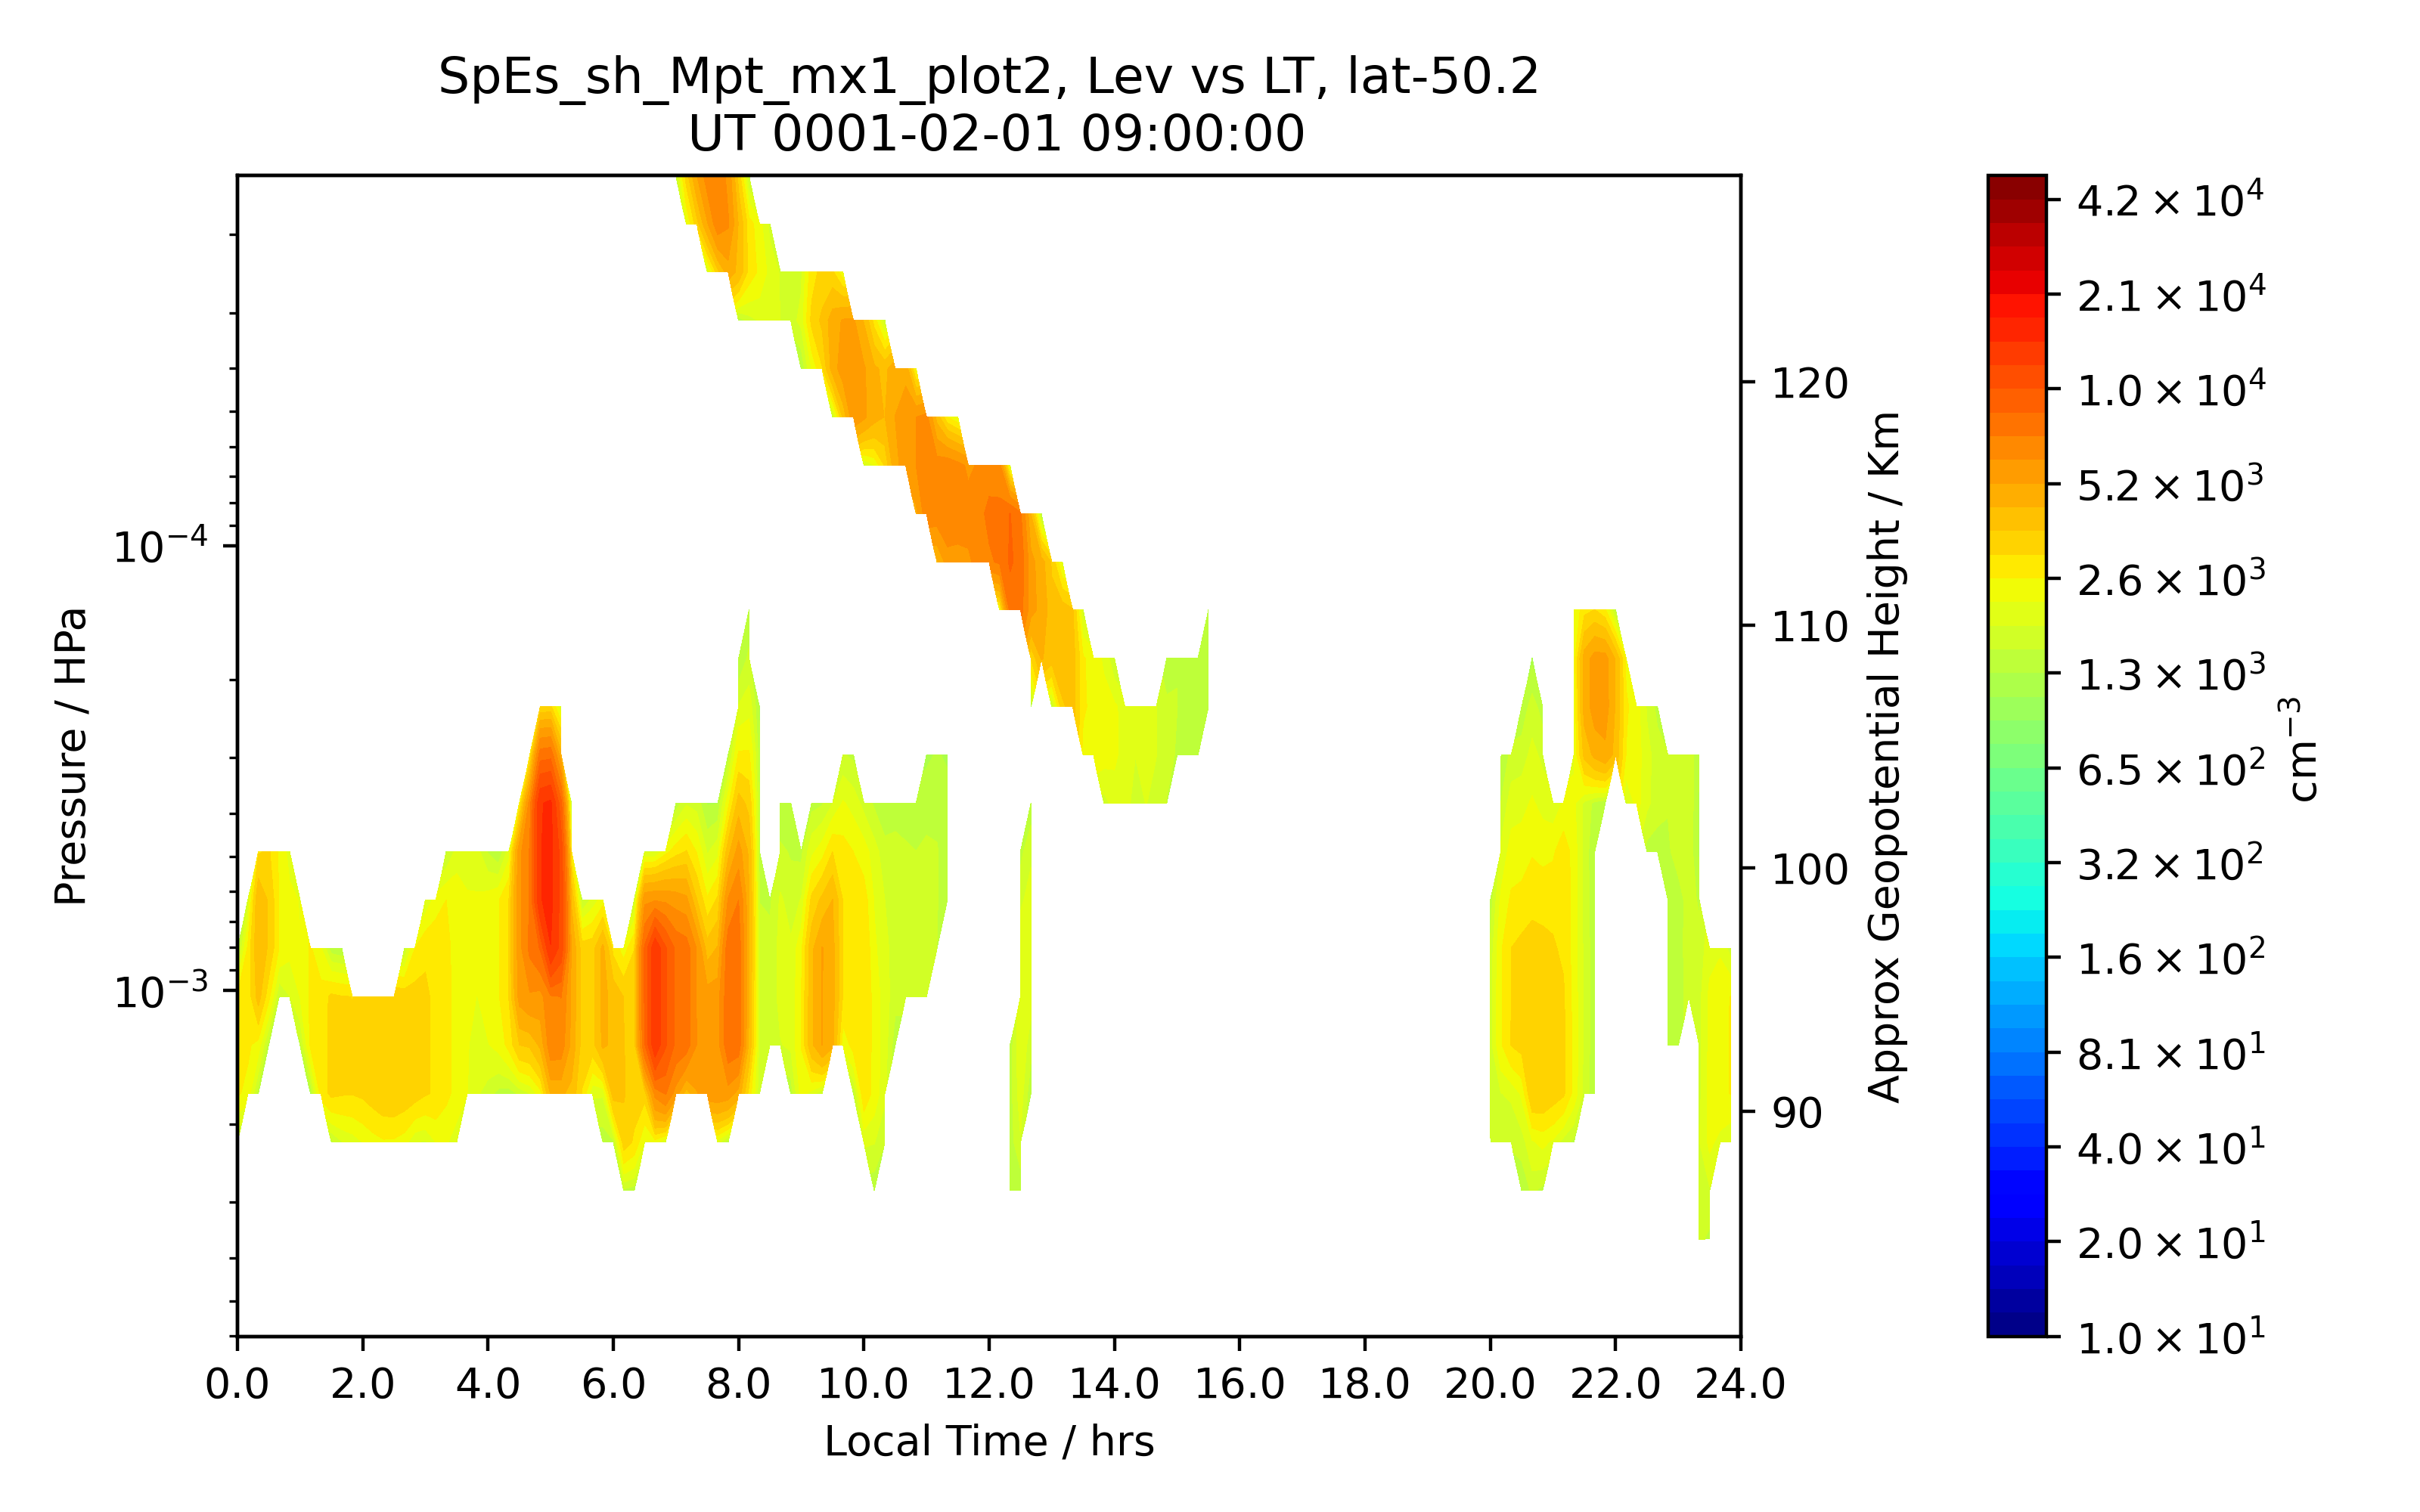 SpEs_sh_Mpt_mx1_plot2, Lev vs LT, lat-50.2
UT 0001-02-01 09:00:00
Pressure / HPa
10⁻⁴
10⁻³
0.0 2.0 4.0 6.0 8.0 10.0 12.0 14.0 16.0 18.0 20.0 22.0 24.0
Local Time / hrs
120
110
100
90
Approx Geopotential Height / Km
4.2 × 10⁴
2.1 × 10⁴
1.0 × 10⁴
5.2 × 10³
2.6 × 10³
1.3 × 10³
6.5 × 10²
3.2 × 10²
1.6 × 10²
8.1 × 10¹
4.0 × 10¹
2.0 × 10¹
1.0 × 10¹
cm⁻³